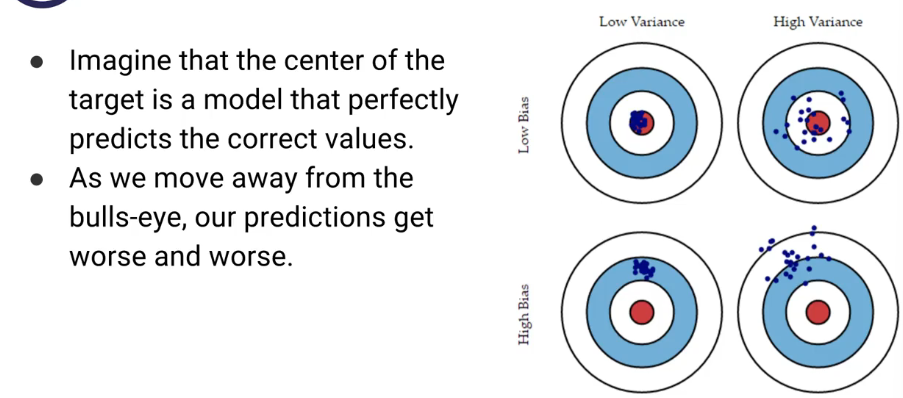 ● Imagine that the center of the
target is a model that perfectly
predicts the correct values.
● As we move away from the
bulls-eye, our predictions get
worse and worse.
Low Variance
High Variance
Low Bias
High Bias